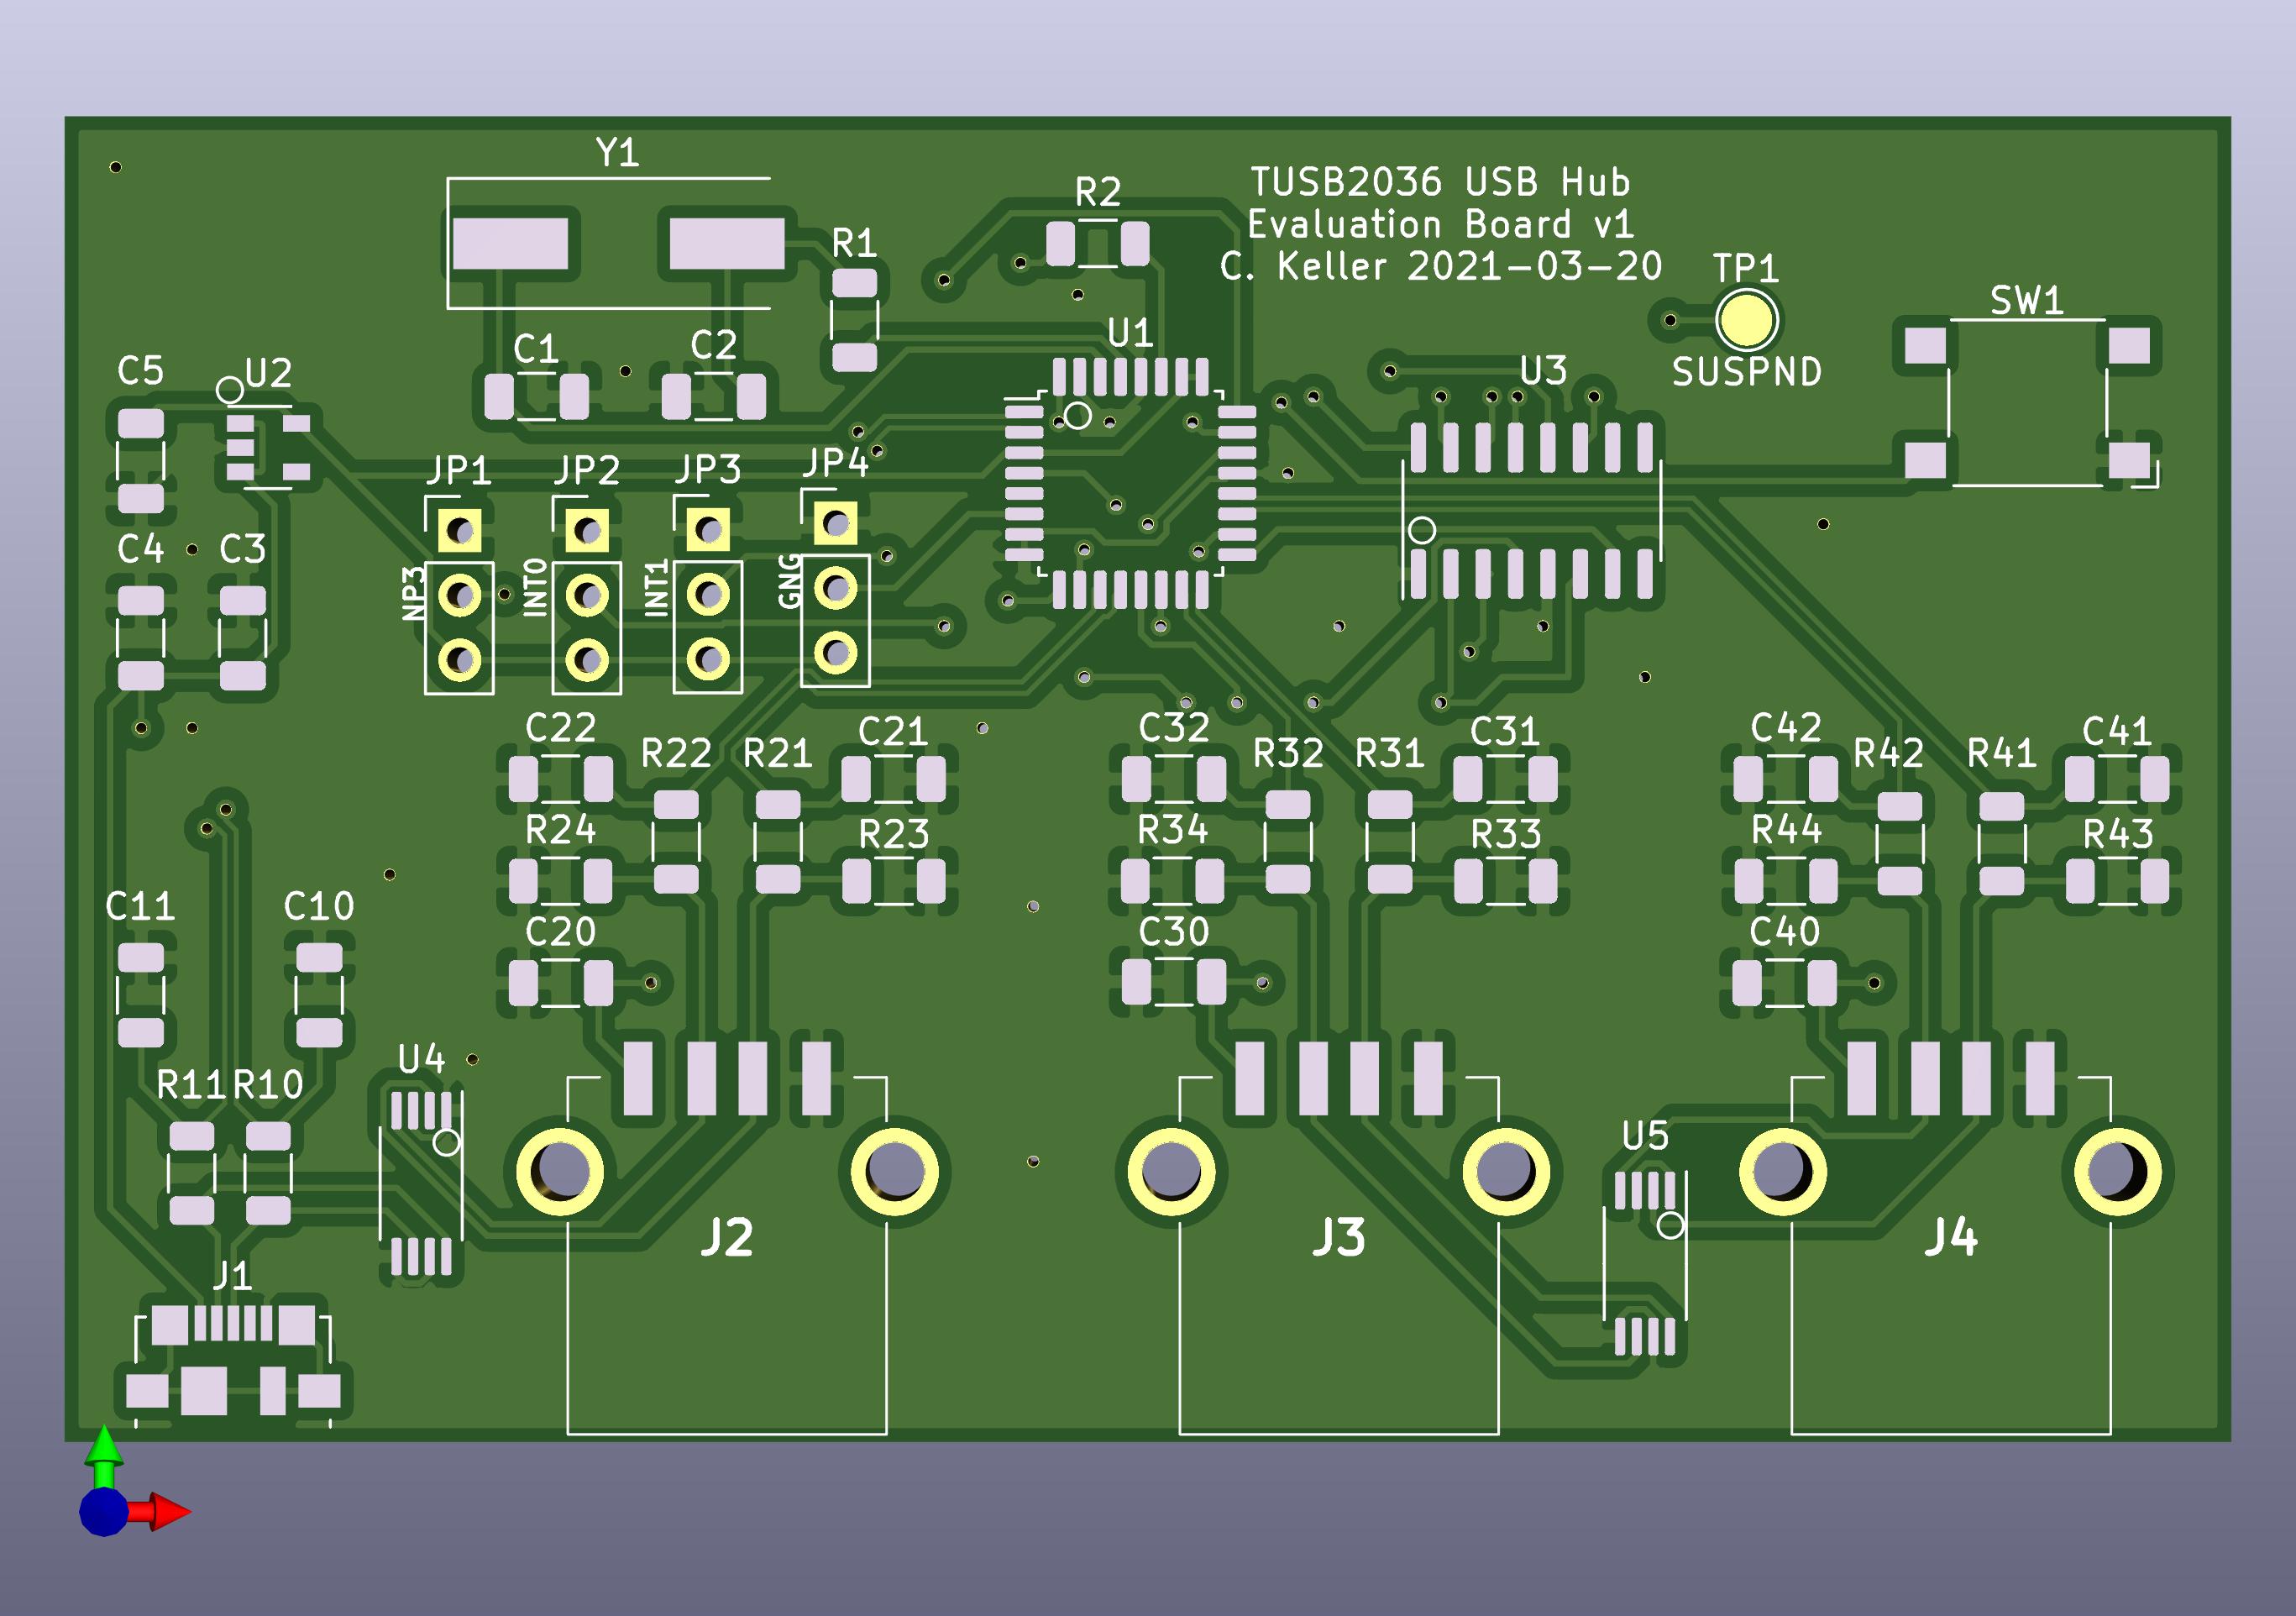 Y1
R2
TUSB2036 USB Hub
Evaluation Board v1
C. Keller 2021-03-20
R1
TP1
SUSPND
SW1
C1
C2
U1
U3
C5
U2
JP1
JP2
JP3
JP4
C4
C3
NP3
INT0
INT1
GNG
C22
R22
R21
C21
C32
R32
R31
C31
C42
R42
R41
C41
R24
R23
R34
R33
R44
R43
C11
C10
C20
C30
C40
U4
R11
R10
U5
J1
J2
J3
J4